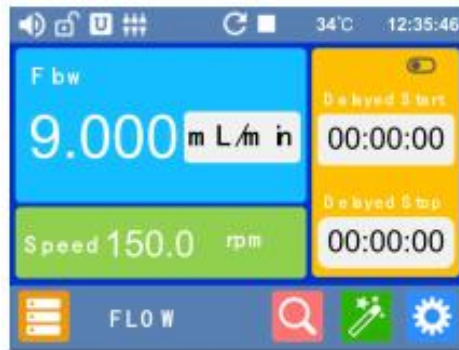 U 34°C 12:35:46
Flow
9.000 mL/min
Delayed Start
00:00:00
Speed 150.0 rpm
Delayed Stop
00:00:00
FLOW